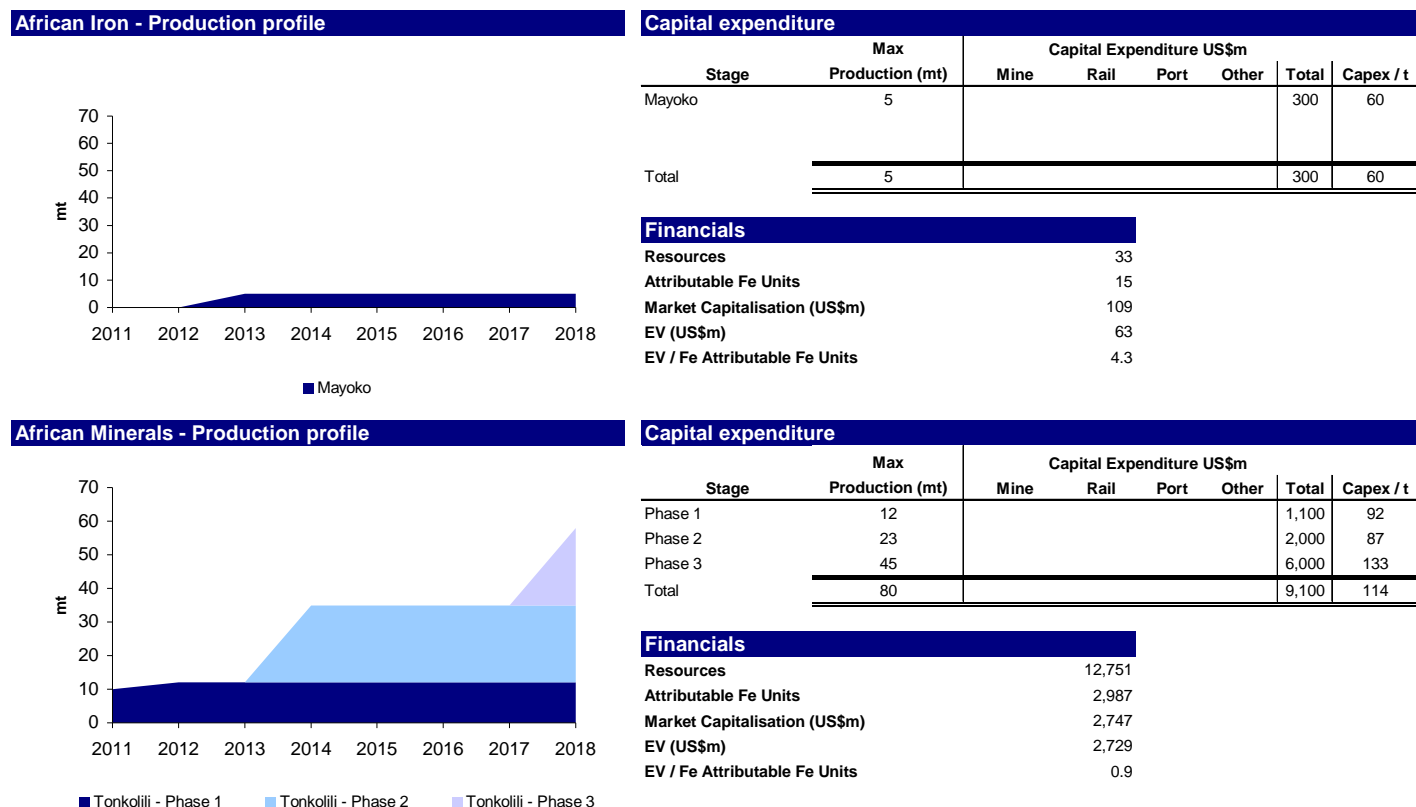 African Iron - Production profile
mt
70
60
50
40
30
20
10
0
2011 2012 2013 2014 2015 2016 2017 2018
Mayoko
Capital expenditure
Max Capital Expenditure US$m
Stage Production (mt) Mine Rail Port Other Total Capex / t
Mayoko 5 300 60
Total 5 300 60
Financials
Resources 33
Attributable Fe Units 15
Market Capitalisation (US$m) 109
EV (US$m) 63
EV / Fe Attributable Fe Units 4.3
African Minerals - Production profile
mt
70
60
50
40
30
20
10
0
2011 2012 2013 2014 2015 2016 2017 2018
Tonkolili - Phase 1 Tonkolili - Phase 2 Tonkolili - Phase 3
Capital expenditure
Max Capital Expenditure US$m
Stage Production (mt) Mine Rail Port Other Total Capex / t
Phase 1 12 1,100 92
Phase 2 23 2,000 87
Phase 3 45 6,000 133
Total 80 9,100 114
Financials
Resources 12,751
Attributable Fe Units 2,987
Market Capitalisation (US$m) 2,747
EV (US$m) 2,729
EV / Fe Attributable Fe Units 0.9